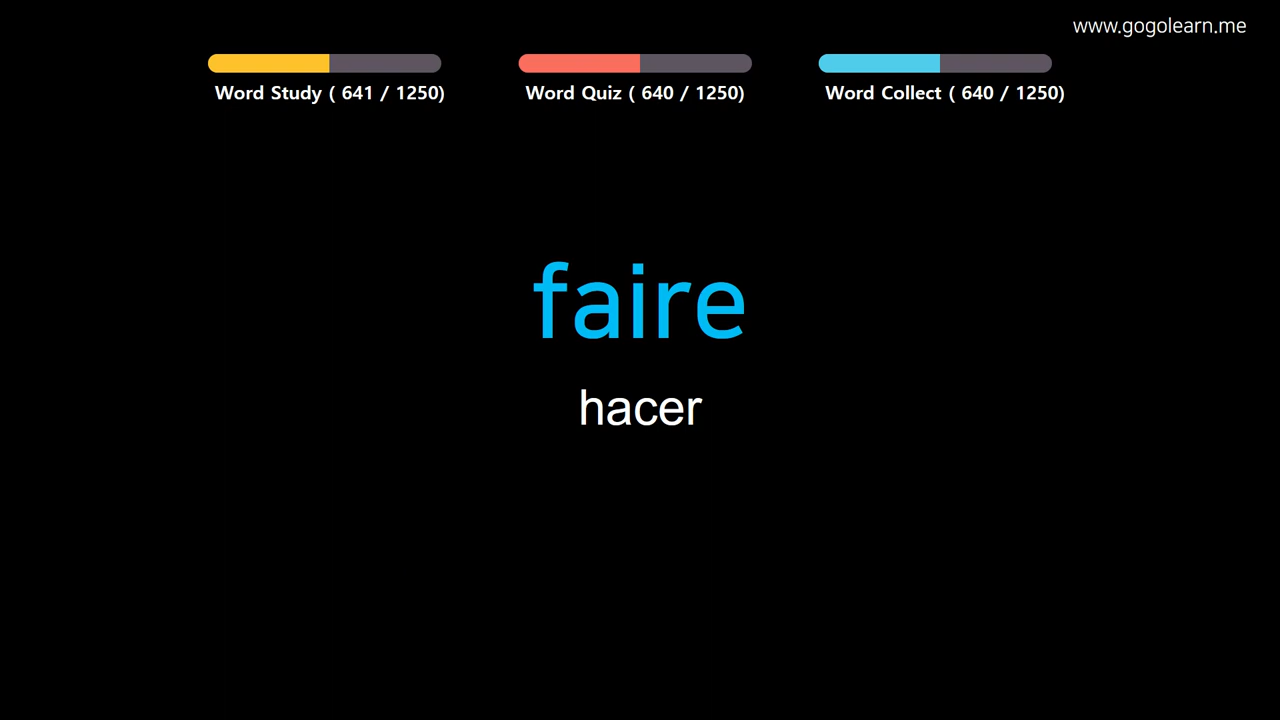 www.gogolearn.me
Word Study ( 641 / 1250)
Word Quiz ( 640 / 1250)
Word Collect ( 640 / 1250)
faire
hacer